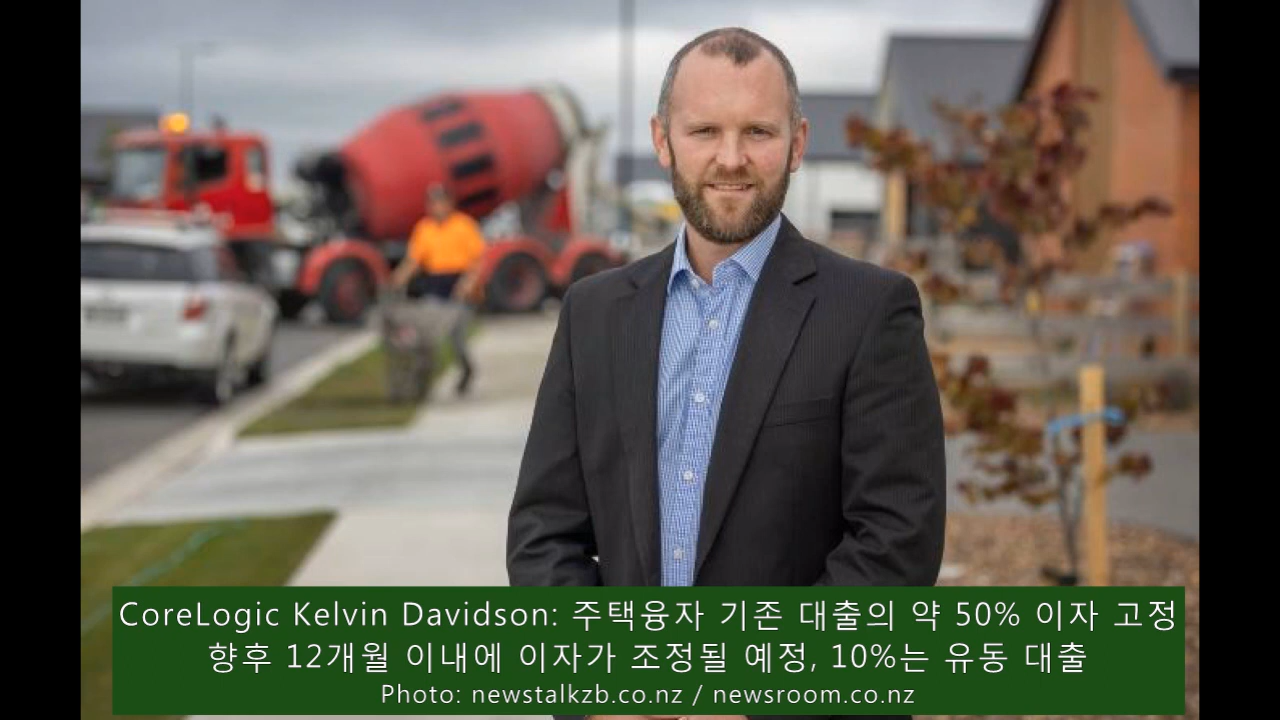 CoreLogic Kelvin Davidson: 주택융자 기존 대출의 약 50% 이자 고정
향후 12개월 이내에 이자가 조정될 예정, 10%는 유동 대출
Photo: newstalkzb.co.nz / newsroom.co.nz